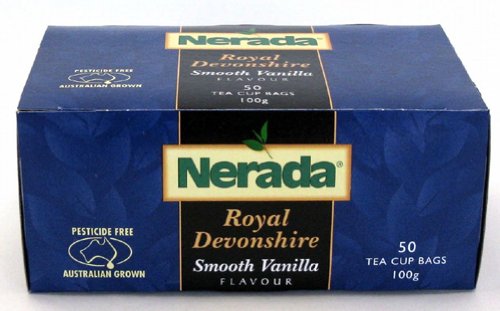 Nerada
Royal
Devonshire
Smooth Vanilla
FLAVOUR
50
TEA CUP BAGS
100g
PESTICIDE FREE
AUSTRALIAN GROWN
Nerada®
Royal
Devonshire
Smooth Vanilla
FLAVOUR
PESTICIDE FREE
AUSTRALIAN GROWN
50
TEA CUP BAGS
100g